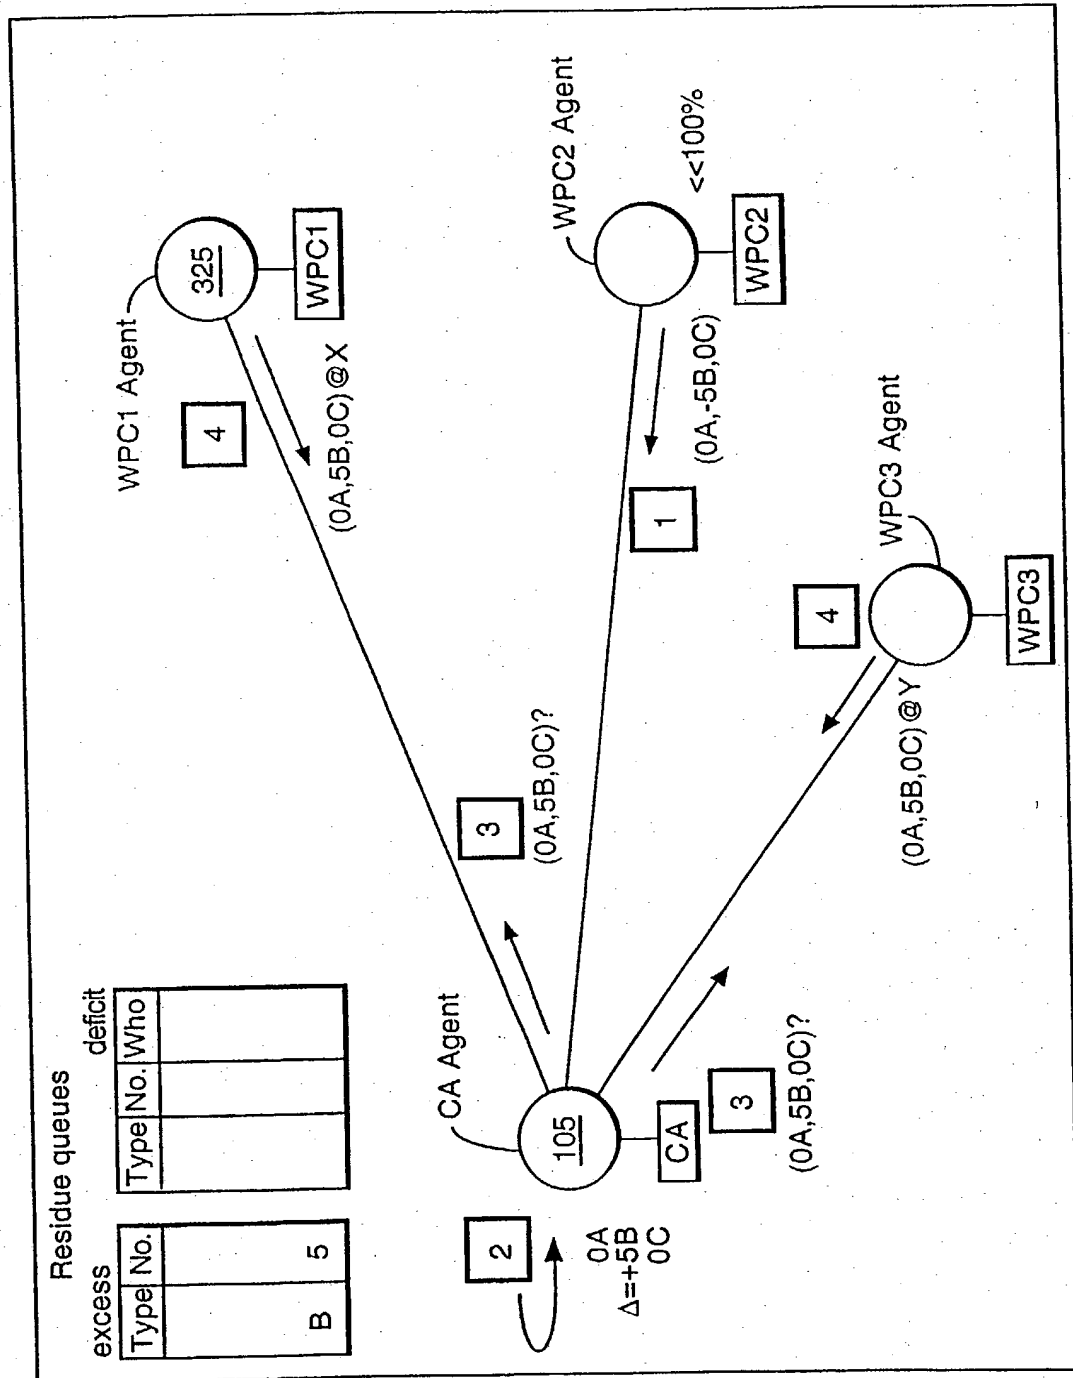 Residue queues
excess
deficit
Type No.
B 5
Type No. Who
WPC1 Agent
325
WPC1
4
(0A,5B,0C)@X
3
(0A,5B,0C)?
CA Agent
105
CA
2
0A
Δ=+5B
0C
3
(0A,5B,0C)?
WPC2 Agent
<<100%
WPC2
(0A,-5B,0C)
1
WPC3 Agent
4
WPC3
(0A,5B,0C)@Y